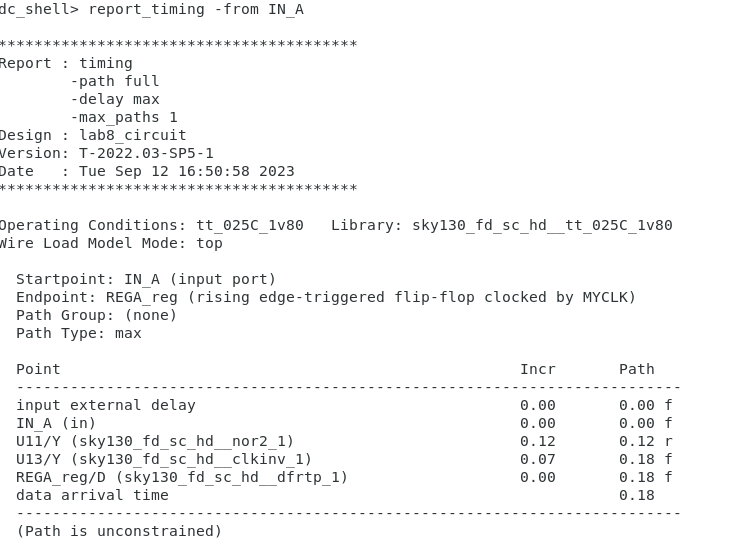 dc_shell> report_timing -from IN_A
****************************************
Report : timing
        -path full
        -delay max
        -max_paths 1
Design : lab8_circuit
Version: T-2022.03-SP5-1
Date   : Tue Sep 12 16:50:58 2023
****************************************
Operating Conditions: tt_025C_1v80   Library: sky130_fd_sc_hd__tt_025C_1v80
Wire Load Model Mode: top
  Startpoint: IN_A (input port)
  Endpoint: REGA_reg (rising edge-triggered flip-flop clocked by MYCLK)
  Path Group: (none)
  Path Type: max
  Point                                                   Incr       Path
  --------------------------------------------------------------------------
  input external delay                                    0.00       0.00 f
  IN_A (in)                                               0.00       0.00 f
  U11/Y (sky130_fd_sc_hd__nor2_1)                         0.12       0.12 r
  U13/Y (sky130_fd_sc_hd__clkinv_1)                       0.07       0.18 f
  REGA_reg/D (sky130_fd_sc_hd__dfrtp_1)                   0.00       0.18 f
  data arrival time                                                  0.18
  --------------------------------------------------------------------------
  (Path is unconstrained)